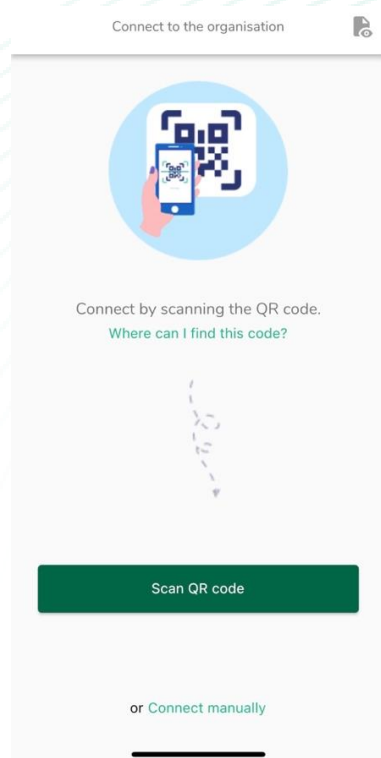 Connect to the organisation
Connect by scanning the QR code.
Where can I find this code?
Scan QR code
or Connect manually